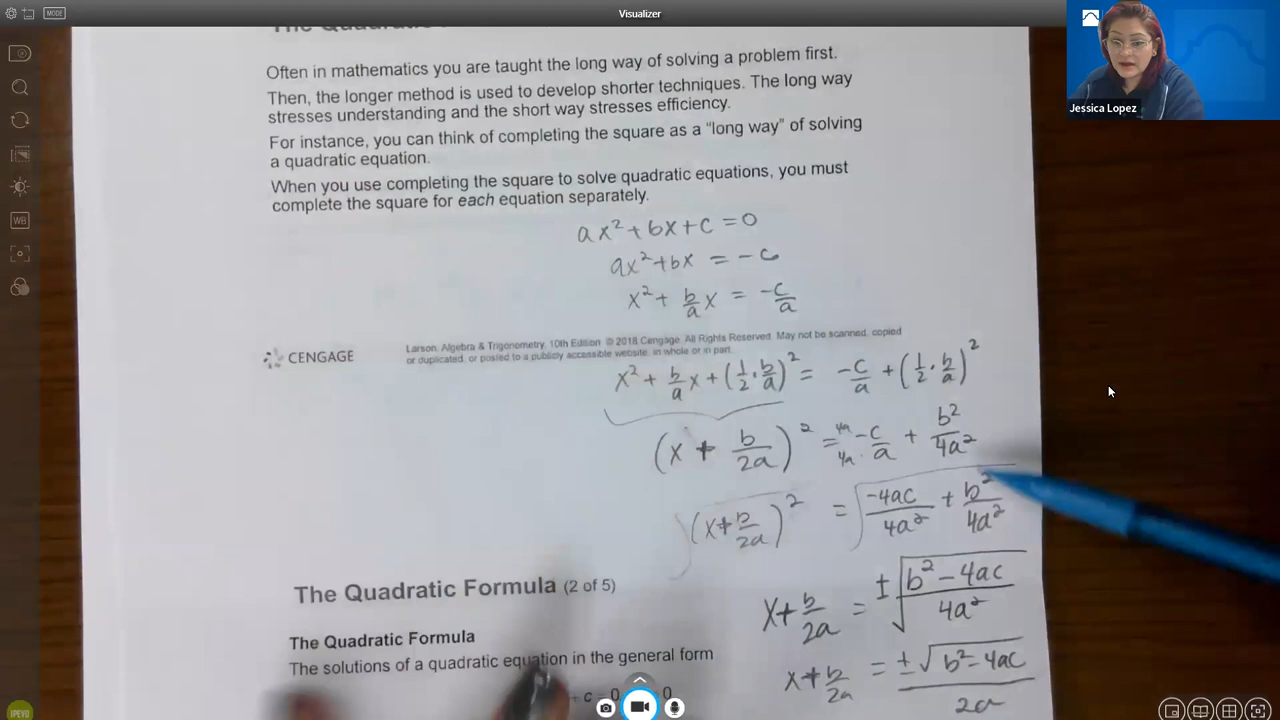 MODE
Visualizer
WB
IPEVO
Jessica Lopez
Often in mathematics you are taught the long way of solving a problem first.
Then, the longer method is used to develop shorter techniques. The long way
stresses understanding and the short way stresses efficiency.
For instance, you can think of completing the square as a “long way” of solving
a quadratic equation.
When you use completing the square to solve quadratic equations, you must
complete the square for each equation separately.
ax² + bx + c = 0
ax² + bx = -c
x² + b/a x = -c/a
CENGAGE
Larson, Algebra & Trigonometry, 10th Edition. © 2018 Cengage. All Rights Reserved. May not be scanned, copied
or duplicated, or posted to a publicly accessible website, in whole or in part.
x² + b/a x + (1/2 · b/a)² = -c/a + (1/2 · b/a)²
(x + b/2a)² = 4a/4a · -c/a + b²/4a²
(x + b/2a)² = √ -4ac/4a² + b²/4a²
x + b/2a = ± √ b² - 4ac / 4a²
x + b/2a = ± √ b² - 4ac / 2a
The Quadratic Formula (2 of 5)
The Quadratic Formula
The solutions of a quadratic equation in the general form